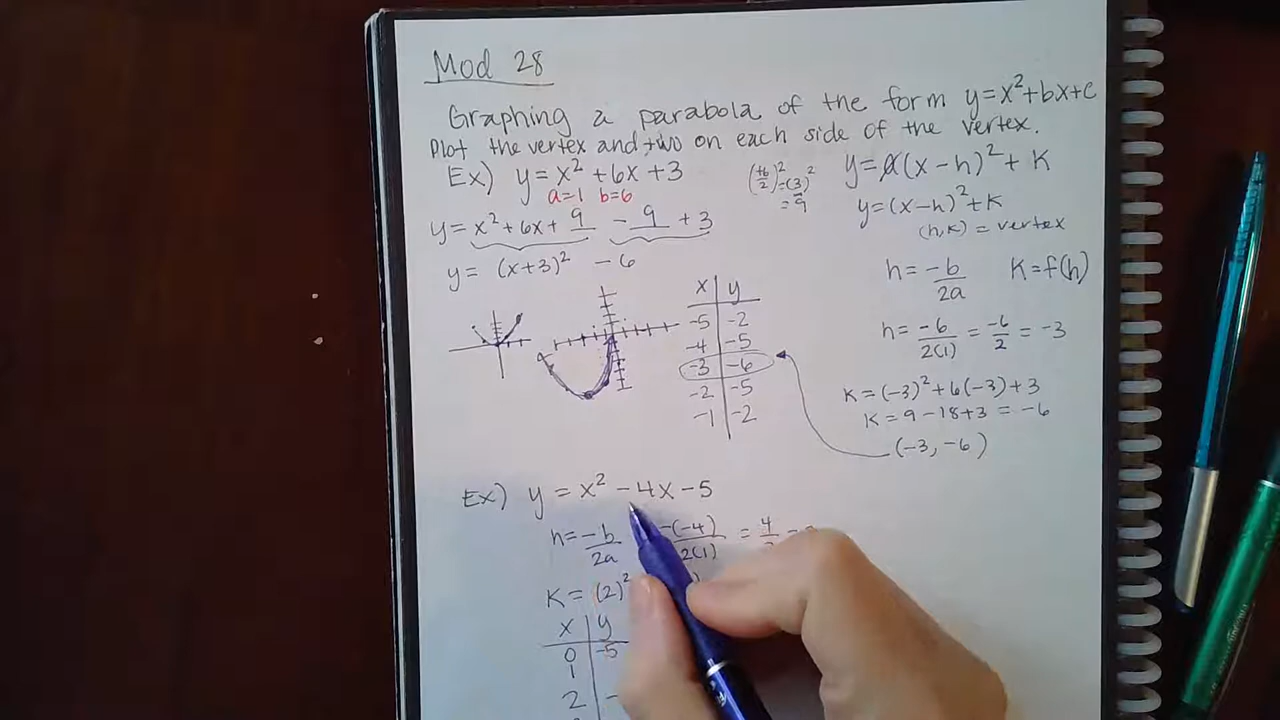 Mod 28
Graphing a parabola of the form y=x²+bx+c
Plot the vertex and two on each side of the vertex.
Ex) y = x² + 6x + 3
a=1 b=6
y = x² + 6x + 9 - 9 + 3
y = (x+3)² - 6
(+6/2)² = (3)²
= 9
y = a(x - h)² + K
y = (x-h)² + K
(h, K) = vertex
h = -b/2a K = f(h)
h = -6/2(1) = -6/2 = -3
K = (-3)² + 6(-3) + 3
K = 9 - 18 + 3 = -6
(-3, -6)
x y
-5 -2
-4 -5
-3 -6
-2 -5
-1 -2
Ex) y = x² - 4x - 5
h = -b/2a -(-4)/2(1) = 4
K = (2)²
x y
0 -5
1
2 -